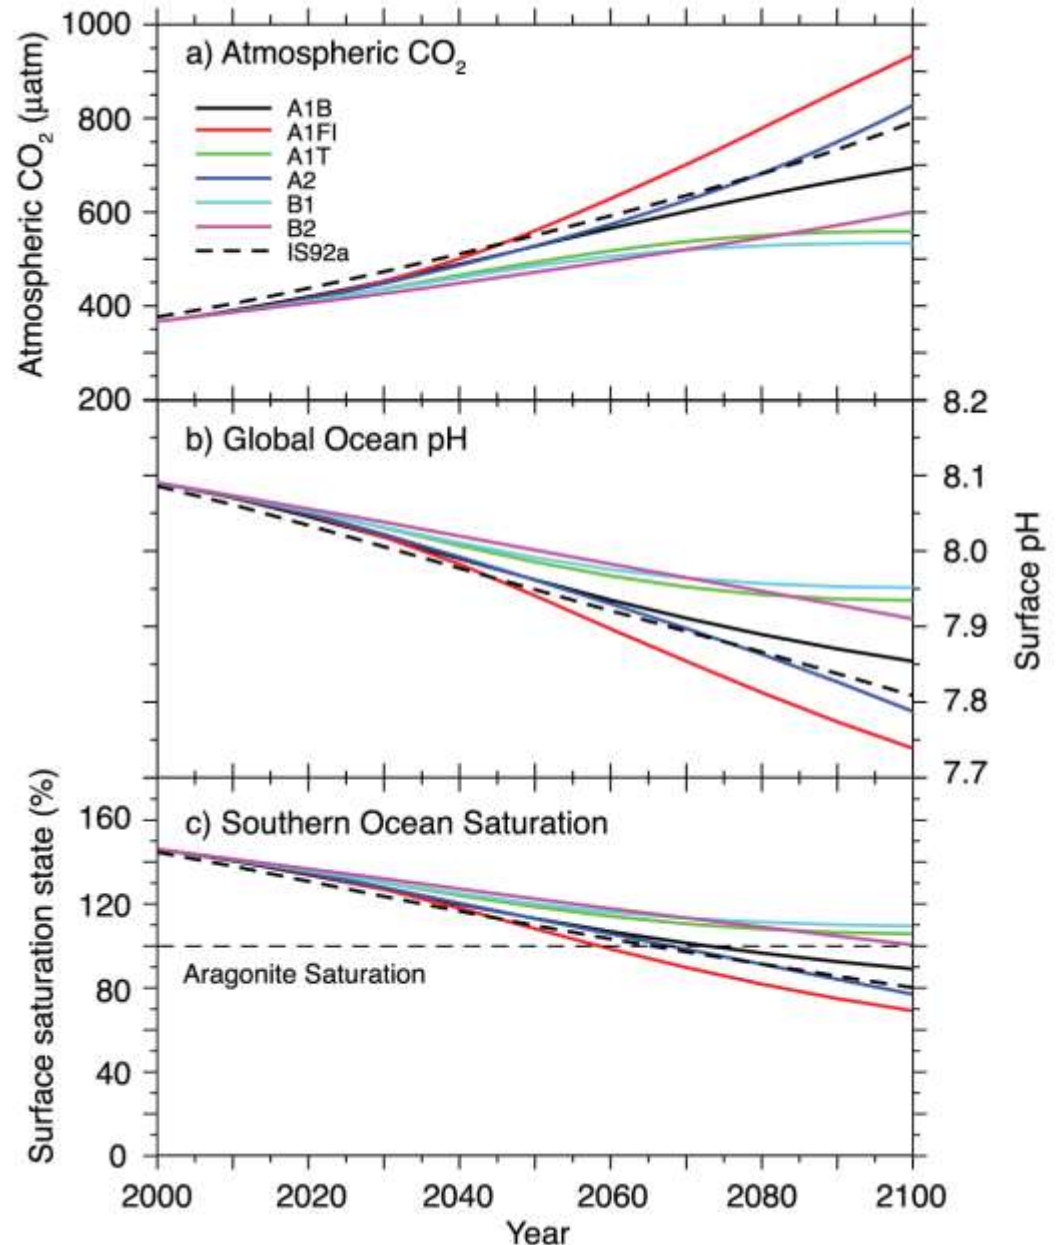 1000
a) Atmospheric CO2
800
600
400
200
Atmospheric CO2 (µatm)
A1B
A1FI
A1T
A2
B1
B2
IS92a
8.2
b) Global Ocean pH
8.1
8.0
7.9
7.8
7.7
Surface pH
160
c) Southern Ocean Saturation
120
Aragonite Saturation
80
40
0
Surface saturation state (%)
2000 2020 2040 2060 2080 2100
Year